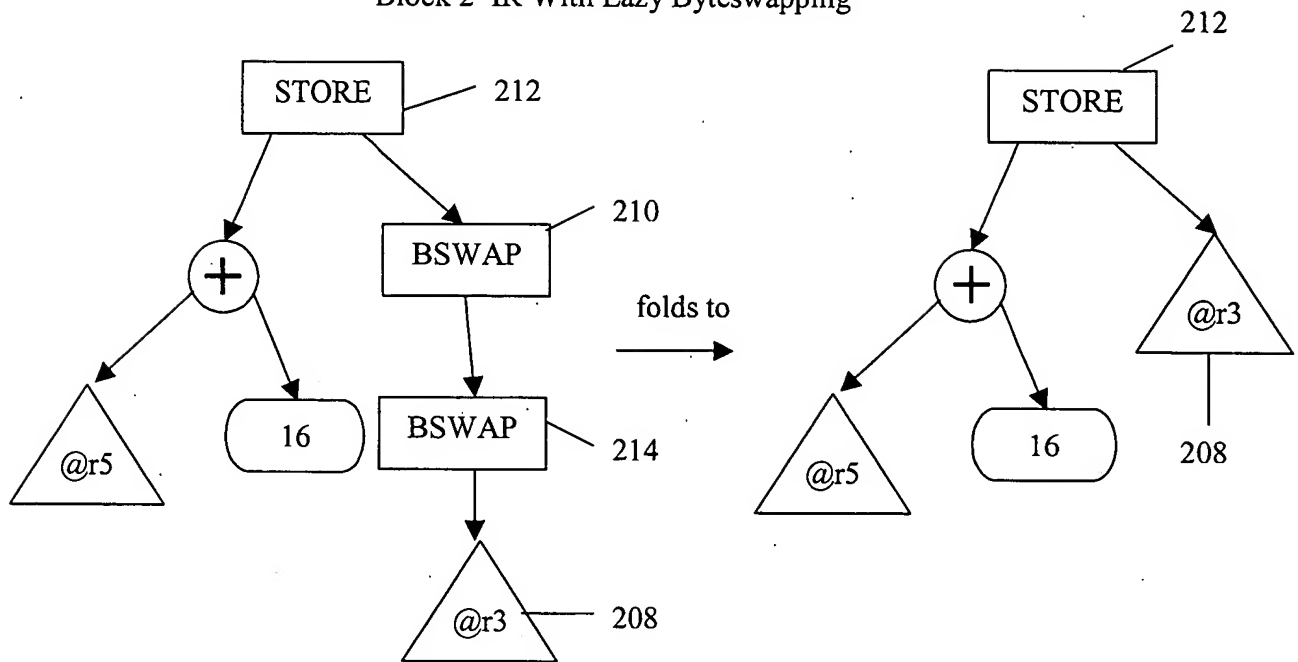 Block 2 IR With Lazy Byteswapping
212
STORE
212
STORE
210
BSWAP
+
+
folds to
@r3
BSWAP
16
214
@r5
16
208
@r5
@r3
208